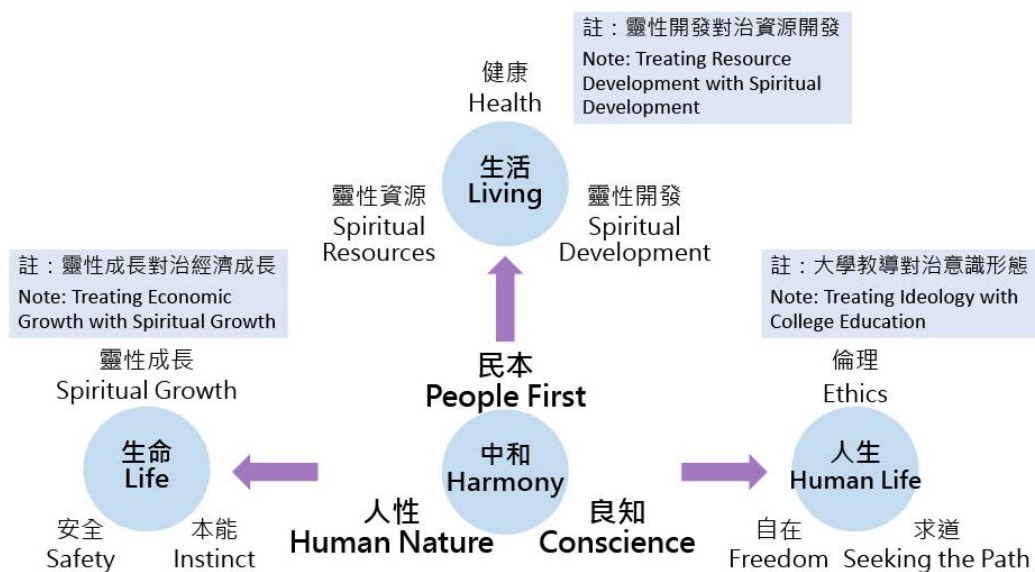 註：靈性開發對治資源開發
Note: Treating Resource
Development with Spiritual
Development
健康
Health
生活
Living
靈性資源
Spiritual
Resources
靈性開發
Spiritual
Development
註：靈性成長對治經濟成長
Note: Treating Economic
Growth with Spiritual Growth
註：大學教導對治意識形態
Note: Treating Ideology with
College Education
靈性成長
Spiritual Growth
生命
Life
安全
Safety
本能
Instinct
民本
People First
中和
Harmony
人性
Human Nature
良知
Conscience
倫理
Ethics
人生
Human Life
自在
Freedom
求道
Seeking the Path